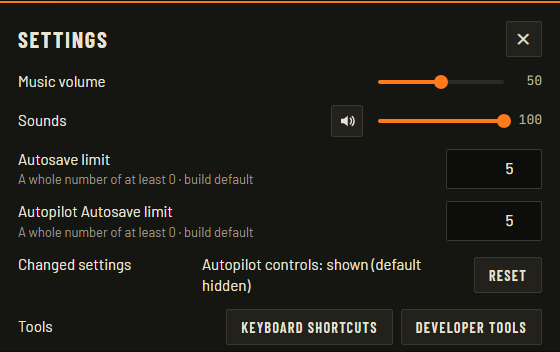 SETTINGS
Music volume 50
Sounds 100
Autosave limit
A whole number of at least 0 · build default
5
Autopilot Autosave limit
A whole number of at least 0 · build default
5
Changed settings Autopilot controls: shown (default
hidden)
RESET
Tools KEYBOARD SHORTCUTS DEVELOPER TOOLS